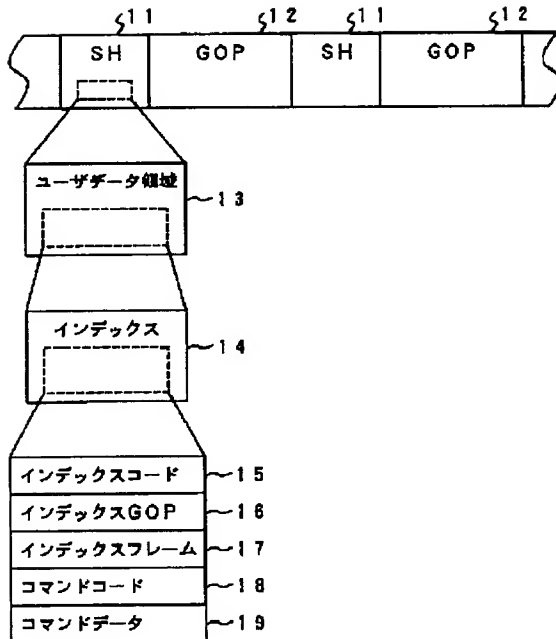 11 12 11 12
SH GOP SH GOP
ユーザデータ領域 13
インデックス 14
インデックスコード 15
インデックスGOP 16
インデックスフレーム 17
コマンドコード 18
コマンドデータ 19